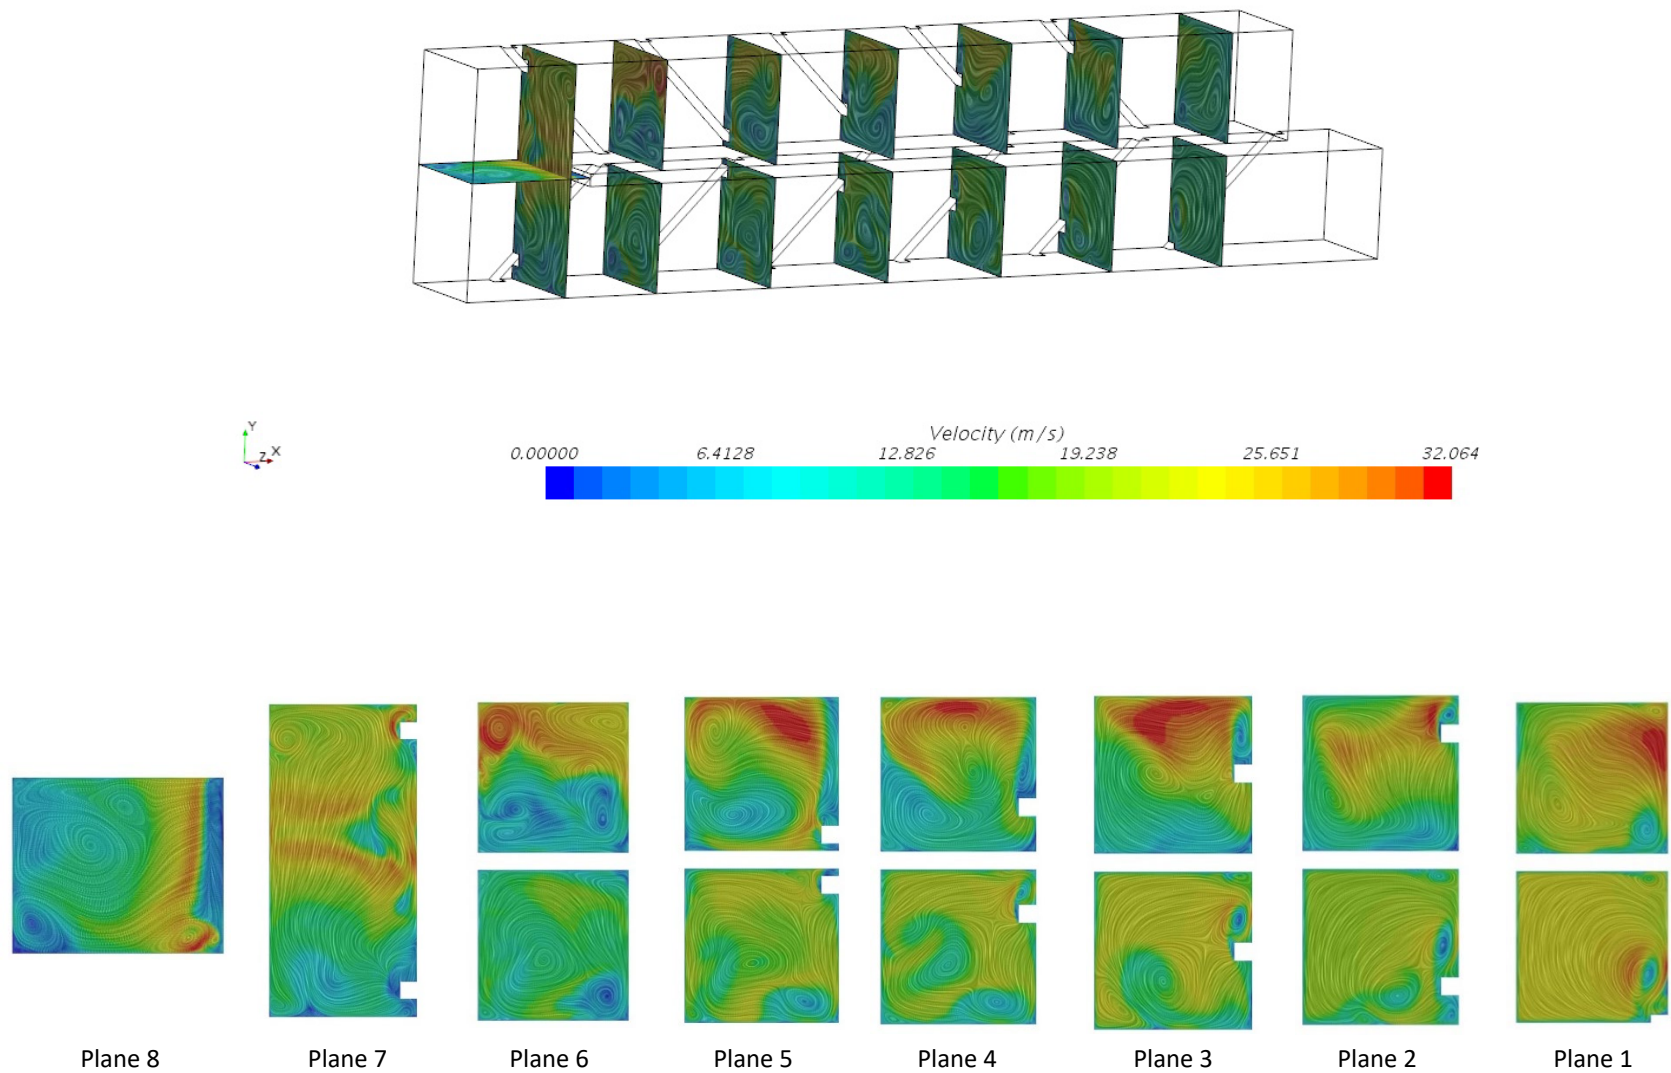 Y
Z X
Velocity (m/s)
0.00000 6.4128 12.826 19.238 25.651 32.064
Plane 8 Plane 7 Plane 6 Plane 5 Plane 4 Plane 3 Plane 2 Plane 1